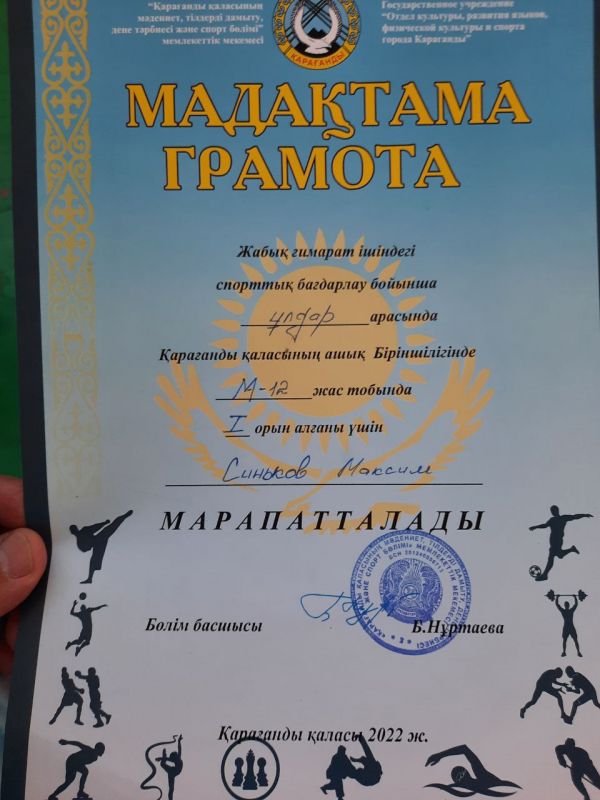 "Қарағанды қаласының
мәдениет, тілдерді дамыту,
дене тәрбиесі және спорт бөлімі"
мемлекеттік мекемесі
Государственное учреждение
"Отдел культуры, развития языков,
физической культуры и спорта
города Караганды"
ҚАРАҒАНДЫ
МАДАҚТАМА
ГРАМОТА
Жабық ғимарат ішіндегі
спорттық бағдарлау бойынша
ұлдар арасында
Қарағанды қаласының ашық Біріншілігінде
М-12 жас тобында
I орын алғаны үшін
Синьков Максим
МАРАПАТТАЛАДЫ
Бөлім басшысы
Б.Нұртаева
Қарағанды қаласы 2022 ж.